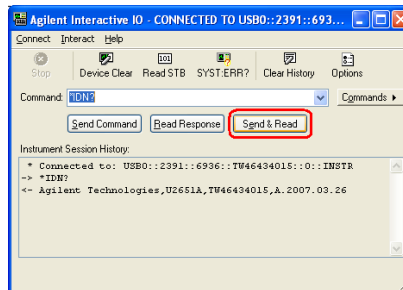 Agilent Interactive IO - CONNECTED TO USB0::2391::693...
Connect Interact Help
Stop Device Clear Read STB SYST:ERR? Clear History Options
Command: *IDN? Commands
Send Command Read Response Send & Read
Instrument Session History:
* Connected to: USB0::2391::6936::TW46434015::0::INSTR
-> *IDN?
<- Agilent Technologies,U2651A,TW46434015,A.2007.03.26